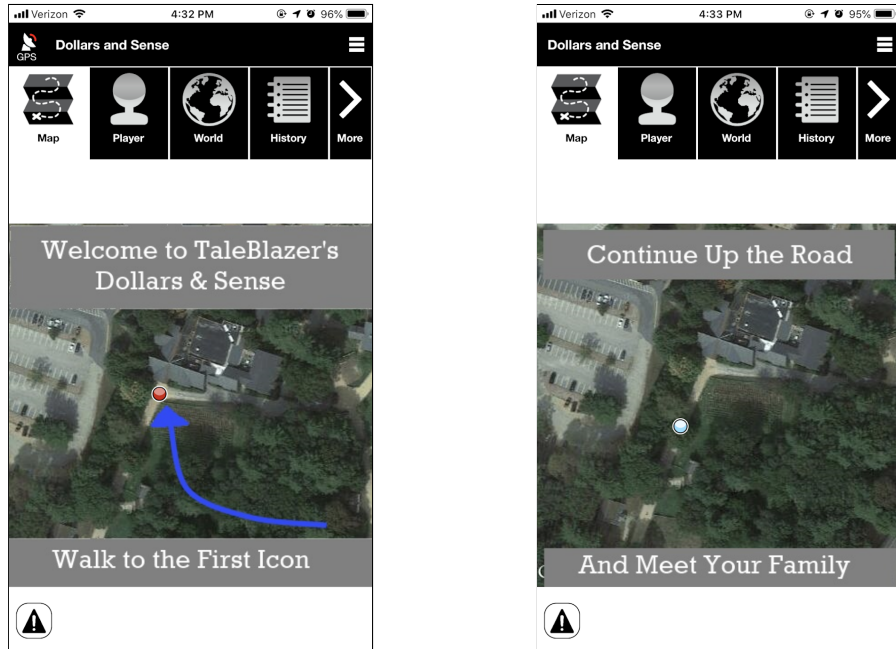 Verizon 4:32 PM 96%
GPS Dollars and Sense
Map Player World History More
Welcome to TaleBlazer's
Dollars & Sense
Walk to the First Icon
Verizon 4:33 PM 95%
Dollars and Sense
Map Player World History More
Continue Up the Road
And Meet Your Family